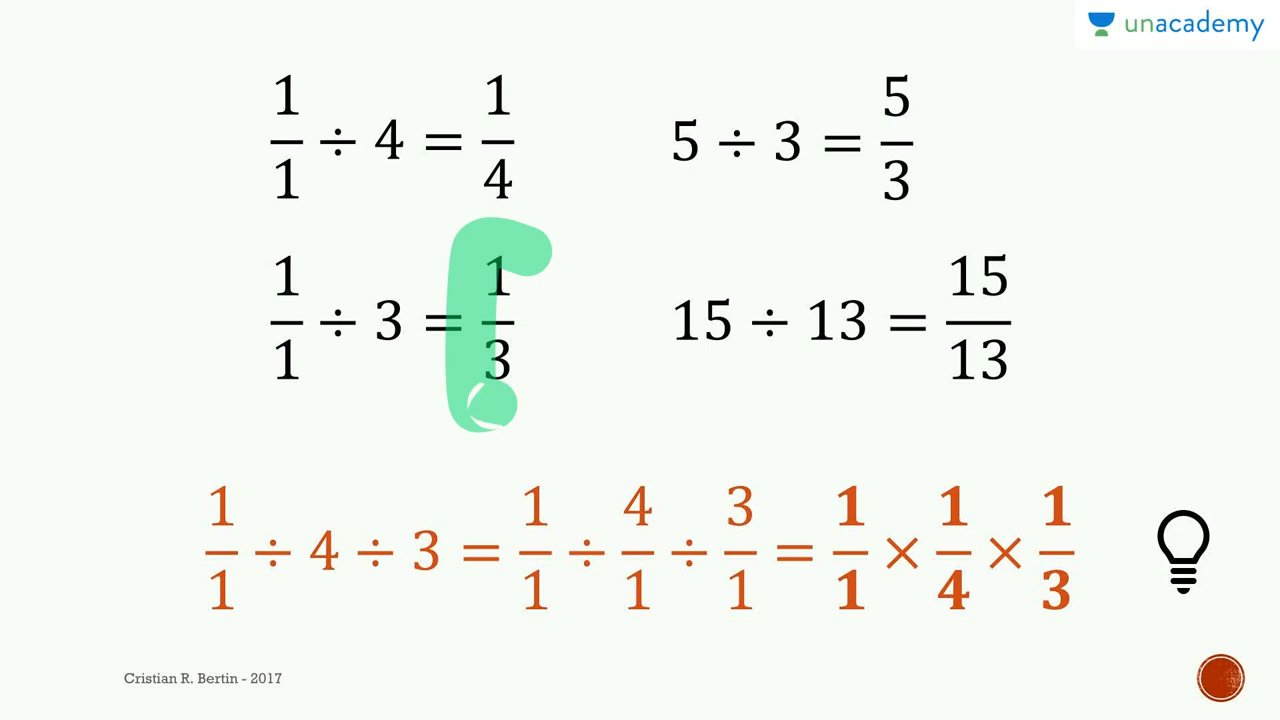 unacademy
1/1 ÷ 4 = 1/4
5 ÷ 3 = 5/3
1/1 ÷ 3 = 1/3
15 ÷ 13 = 15/13
1/1 ÷ 4 ÷ 3 = 1/1 ÷ 4/1 ÷ 3/1 = 1/1 × 1/4 × 1/3
Cristian R. Bertin - 2017